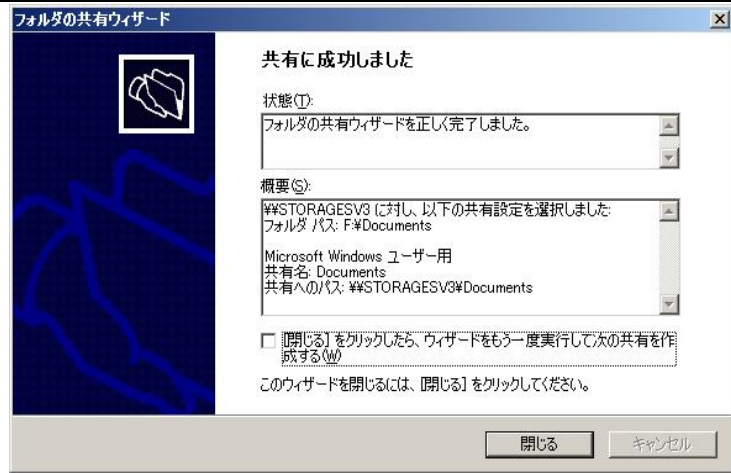 フォルダの共有ウィザード
共有に成功しました
状態(T):
フォルダの共有ウィザードを正しく完了しました。
概要(S):
¥¥STORAGESV3 に対し、以下の共有設定を選択しました:
フォルダ パス: F:¥Documents
Microsoft Windows ユーザー用
共有名: Documents
共有へのパス: ¥¥STORAGESV3¥Documents
[閉じる] をクリックしたら、ウィザードをもう一度実行して次の共有を作
成する(W)
このウィザードを閉じるには、[閉じる] をクリックしてください。
閉じる
キャンセル